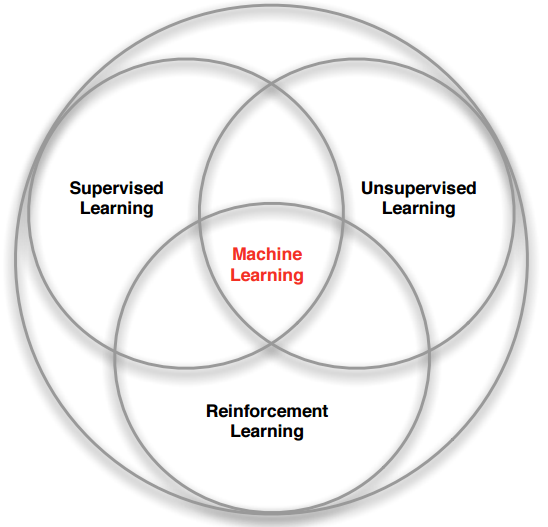 Supervised
Learning
Unsupervised
Learning
Machine
Learning
Reinforcement
Learning